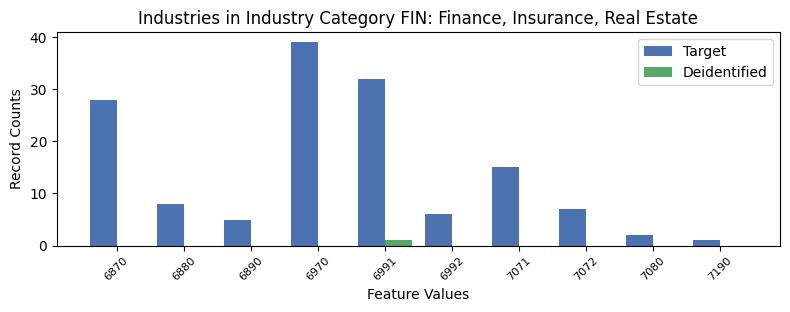 Industries in Industry Category FIN: Finance, Insurance, Real Estate
Target
Deidentified
Record Counts
40
30
20
10
0
6870 6880 6890 6970 6991 6992 7071 7072 7080 7190
Feature Values